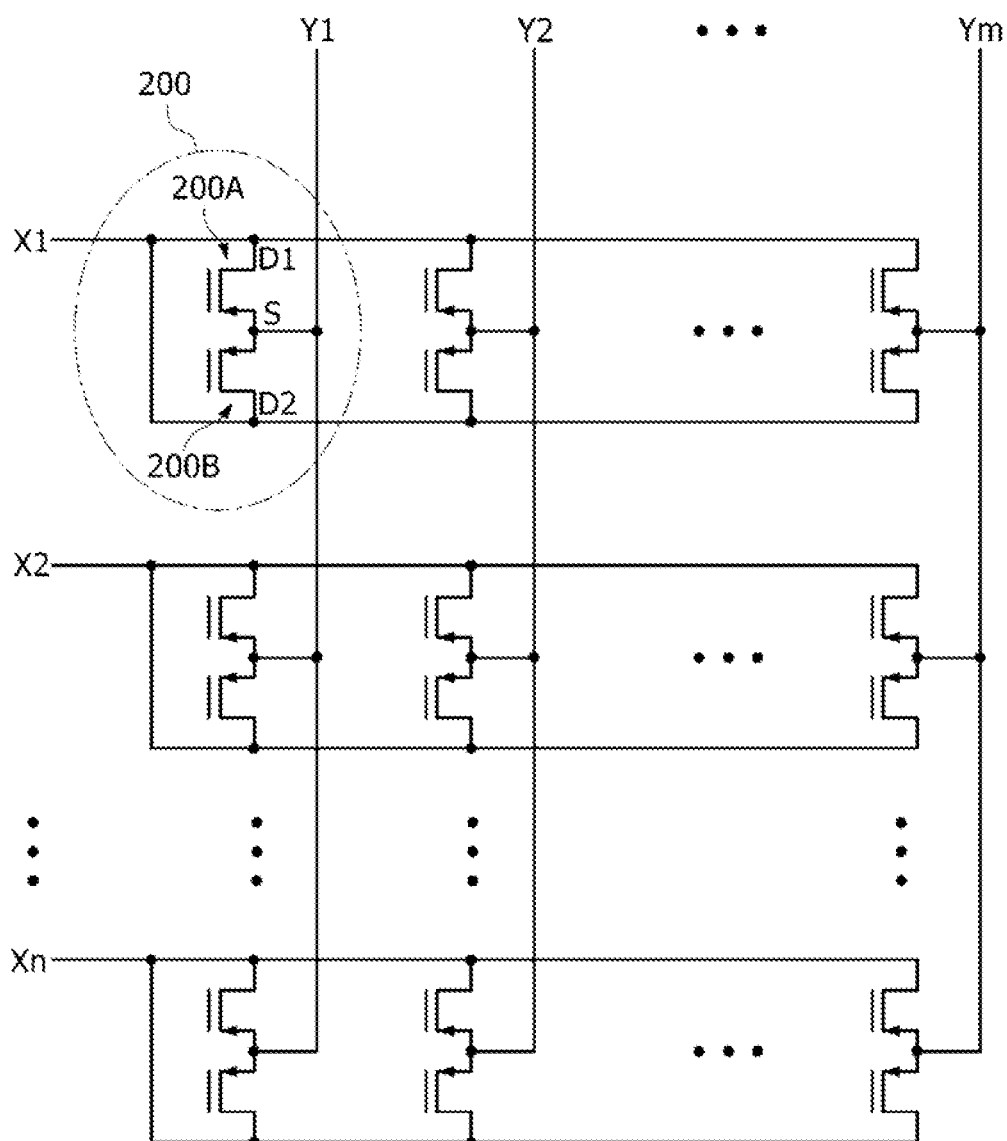 Y1 Y2 • • • Ym
200
200A
X1
D1
S
• • •
D2
200B
X2
• • •
Xn
• • •